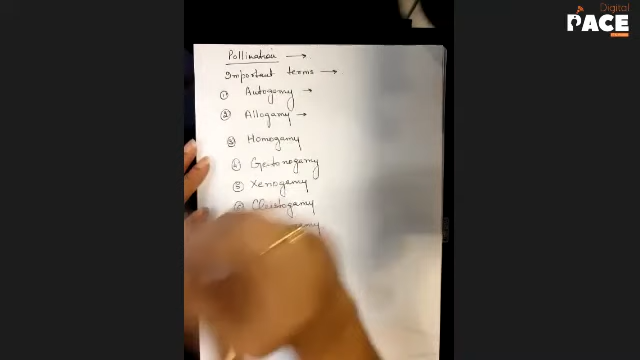 Digital
PACE
Pollination →
Important terms →
① Autogamy →
② Allogamy →
③ Homogamy
④ Geitonogamy
⑤ Xenogamy
⑥ Cleistogamy